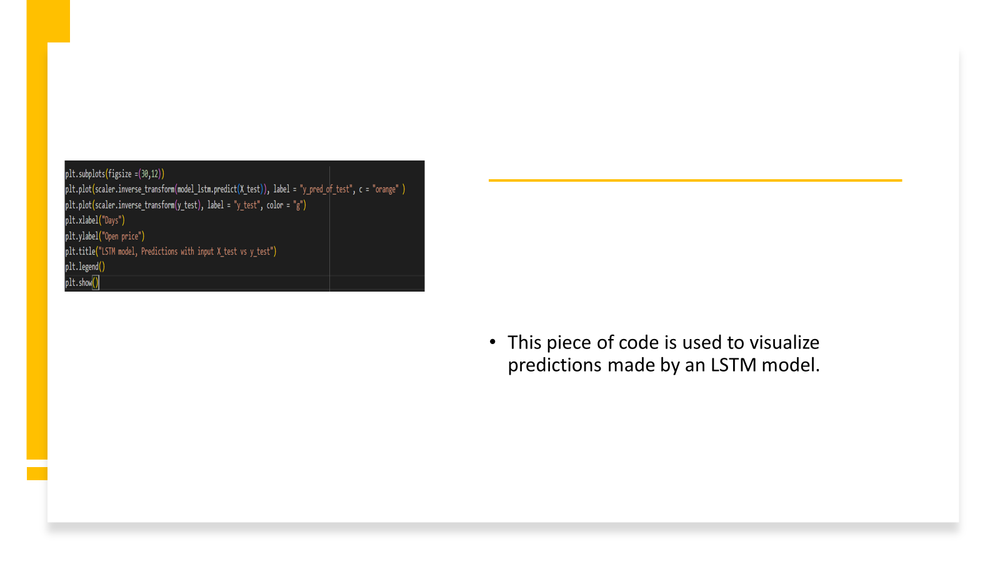 plt.subplots(figsize =(30,12))
plt.plot(scaler.inverse_transform(model_lstm.predict(X_test)), label = "y_pred_of_test", c = "orange" )
plt.plot(scaler.inverse_transform(y_test), label = "y_test", color = "g")
plt.xlabel("Days")
plt.ylabel("Open price")
plt.title("LSTM model, Predictions with input X_test vs y_test")
plt.legend()
plt.show()
• This piece of code is used to visualize
predictions made by an LSTM model.